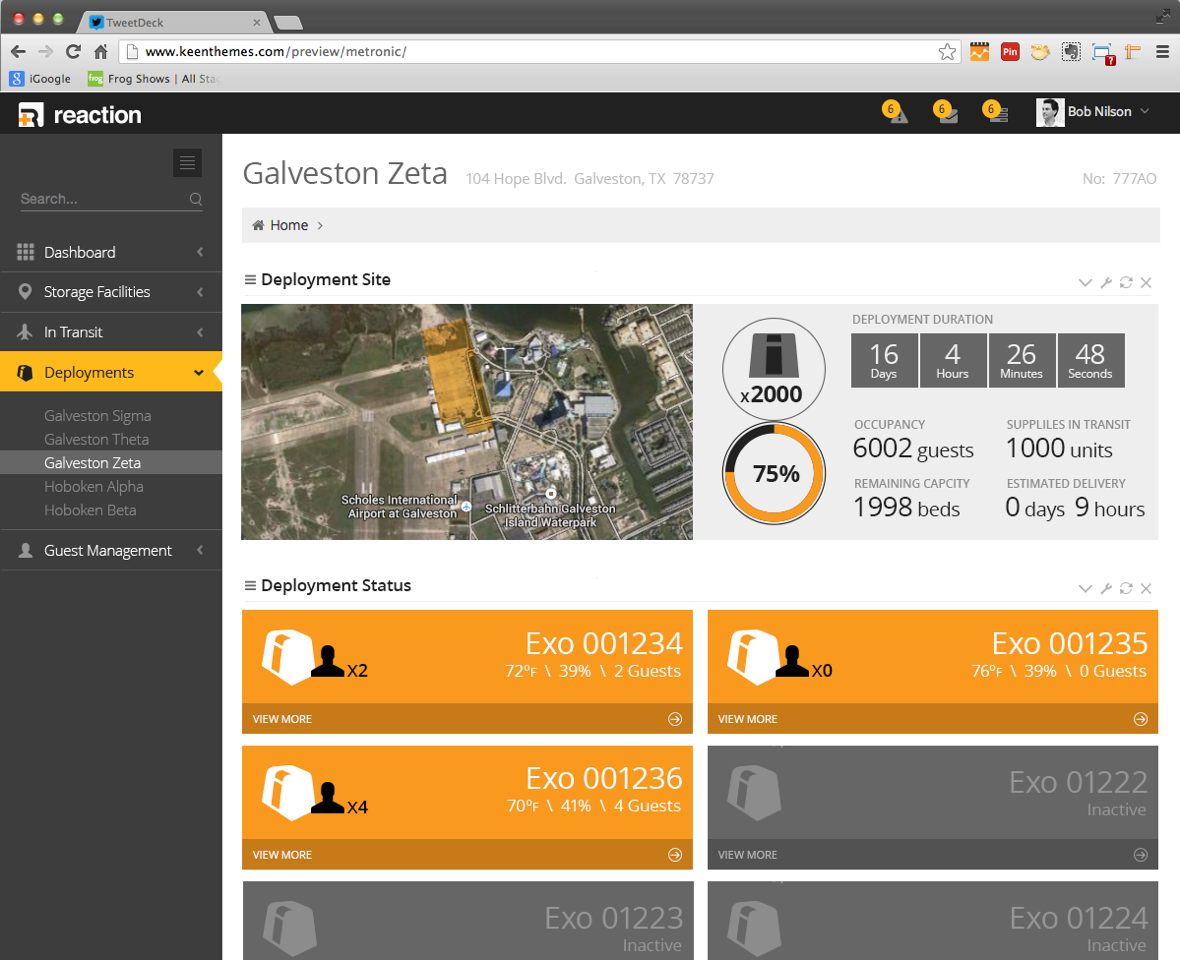 TweetDeck
www.keenthemes.com/preview/metronic/
Pin
?
8 iGoogle frog Frog Shows | All Sta
reaction
6 6 6 Bob Nilson
Search...
Dashboard
Storage Facilities
In Transit
Deployments
Galveston Sigma
Galveston Theta
Galveston Zeta
Hoboken Alpha
Hoboken Beta
Guest Management
Galveston Zeta 104 Hope Blvd. Galveston, TX 78737 No: 777AO
Home
Deployment Site
Scholes International
Airport at Galveston
Schlitterbahn Galveston
Island Waterpark
x2000
75%
DEPLOYMENT DURATION
16 4 26 48
Days Hours Minutes Seconds
OCCUPANCY
6002 guests
SUPPLILES IN TRANSIT
1000 units
REMAINING CAPCITY
1998 beds
ESTIMATED DELIVERY
0 days 9 hours
Deployment Status
X2
Exo 001234
72°F \ 39% \ 2 Guests
VIEW MORE
X0
Exo 001235
76°F \ 39% \ 0 Guests
VIEW MORE
X4
Exo 001236
70°F \ 41% \ 4 Guests
VIEW MORE
Exo 01222
Inactive
VIEW MORE
Exo 01223
Inactive
Exo 01224
Inactive